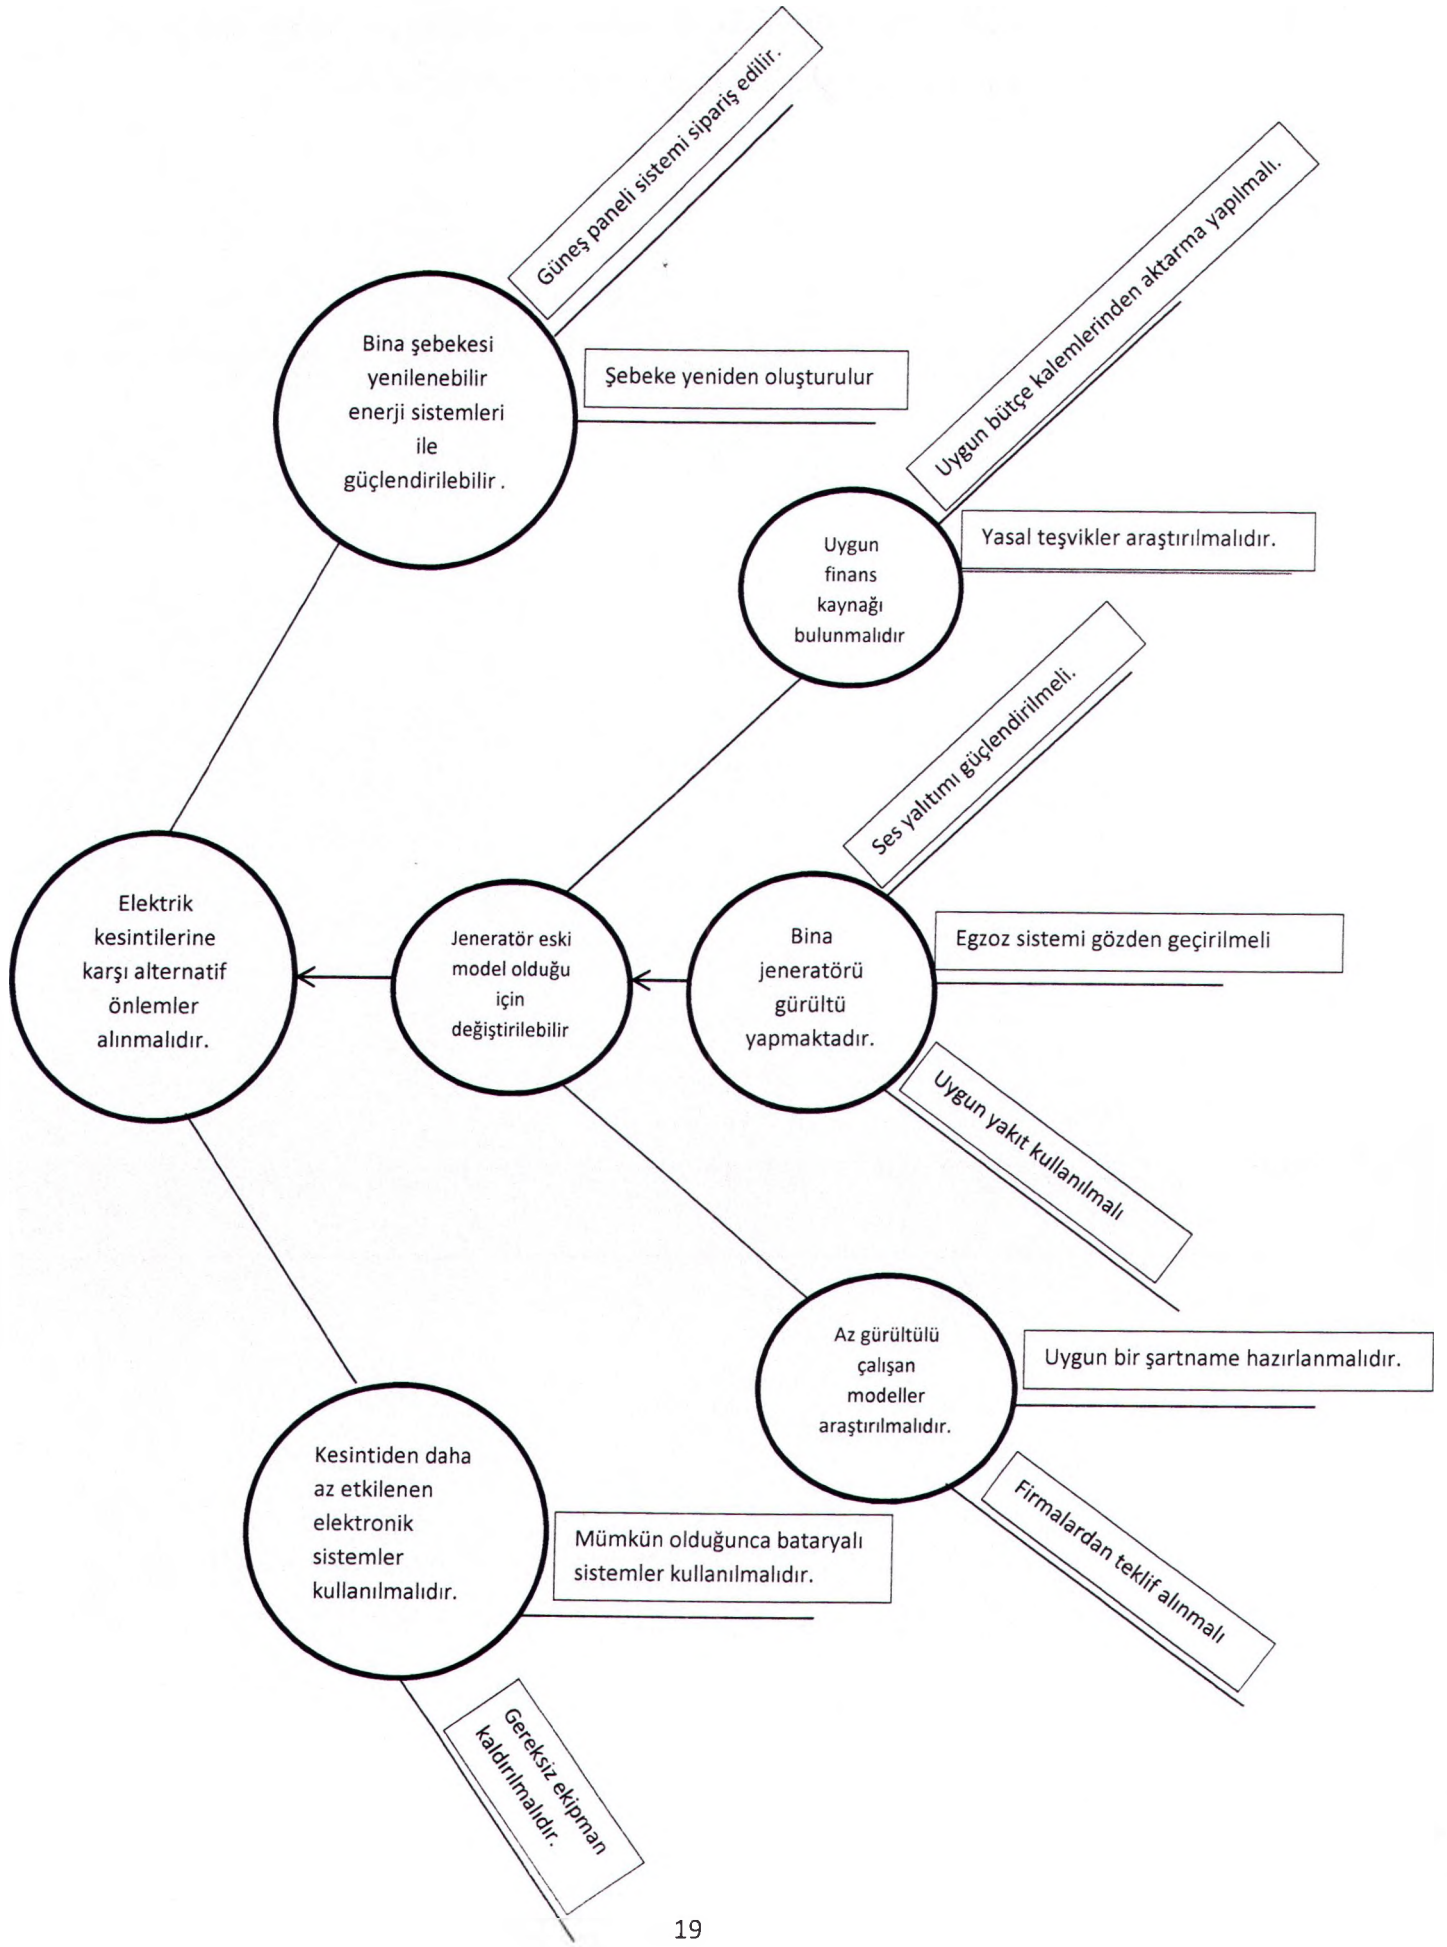 Güneş paneli sistemi sipariş edilir.
Bina şebekesi
yenilenebilir
enerji sistemleri
ile
güçlendirilebilir .
Şebeke yeniden oluşturulur
Uygun bütçe kalemlerinden aktarma yapılmalı.
Uygun
finans
kaynağı
bulunmalıdır
Yasal teşvikler araştırılmalıdır.
Ses yalıtımı güçlendirilmeli.
Elektrik
kesintilerine
karşı alternatif
önlemler
alınmalıdır.
Jeneratör eski
model olduğu
için
değiştirilebilir
Bina
jeneratörü
gürültü
yapmaktadır.
Egzoz sistemi gözden geçirilmeli
Uygun yakıt kullanılmalı
Az gürültülü
çalışan
modeller
araştırılmalıdır.
Uygun bir şartname hazırlanmalıdır.
Firmalardan teklif alınmalı
Kesintiden daha
az etkilenen
elektronik
sistemler
kullanılmalıdır.
Mümkün olduğunca bataryalı
sistemler kullanılmalıdır.
Gereksiz ekipman
kaldırılmalıdır.
19